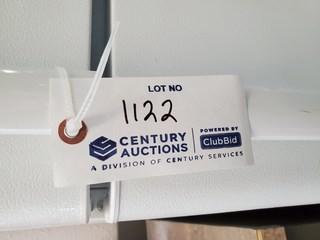 LOT NO
1122
CENTURY AUCTIONS
POWERED BY
ClubBid
A DIVISION OF CENTURY SERVICES